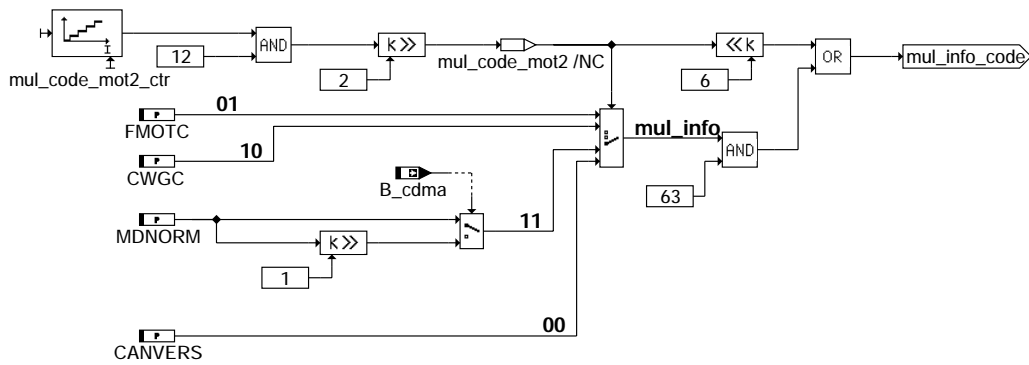 mul_code_mot2_ctr
12
AND
k>>
2
mul_code_mot2 /NC
<<k
6
OR
mul_info_code
P
FMOTC
01
P
CWGC
10
mul_info
AND
63
B_cdma
P
MDNORM
11
k>>
1
P
CANVERS
00